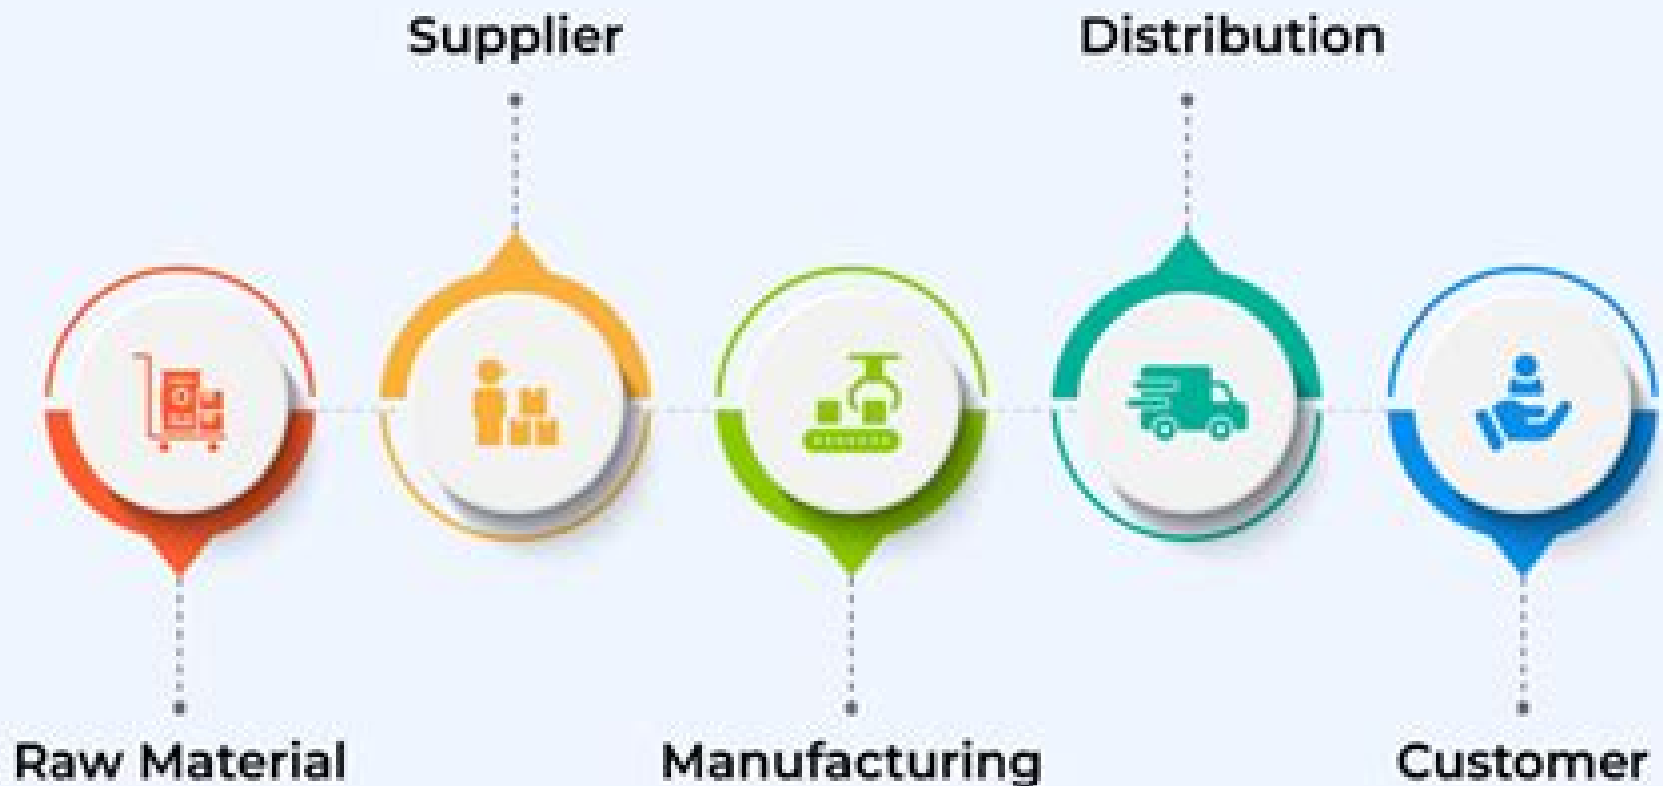 Supplier
Distribution
Raw Material
Manufacturing
Customer